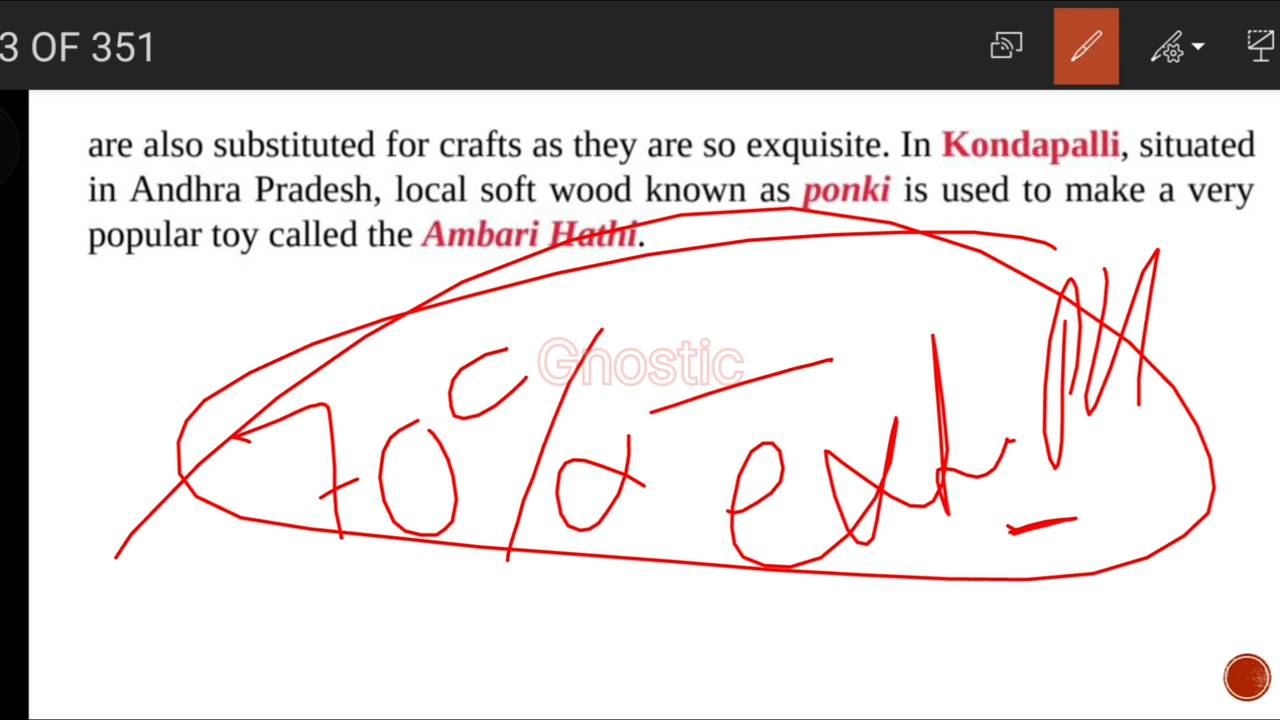 3 OF 351
are also substituted for crafts as they are so exquisite. In Kondapalli, situated
in Andhra Pradesh, local soft wood known as ponki is used to make a very
popular toy called the Ambari Hathi.
Gnostic
70%